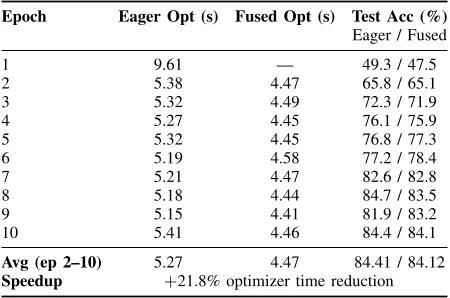 Epoch Eager Opt (s) Fused Opt (s) Test Acc (%)
Eager / Fused
1 9.61 — 49.3 / 47.5
2 5.38 4.47 65.8 / 65.1
3 5.32 4.49 72.3 / 71.9
4 5.27 4.45 76.1 / 75.9
5 5.32 4.45 76.8 / 77.3
6 5.19 4.58 77.2 / 78.4
7 5.21 4.47 82.6 / 82.8
8 5.18 4.44 84.7 / 83.5
9 5.15 4.41 81.9 / 83.2
10 5.41 4.46 84.4 / 84.1
Avg (ep 2–10) 5.27 4.47 84.41 / 84.12
Speedup +21.8% optimizer time reduction